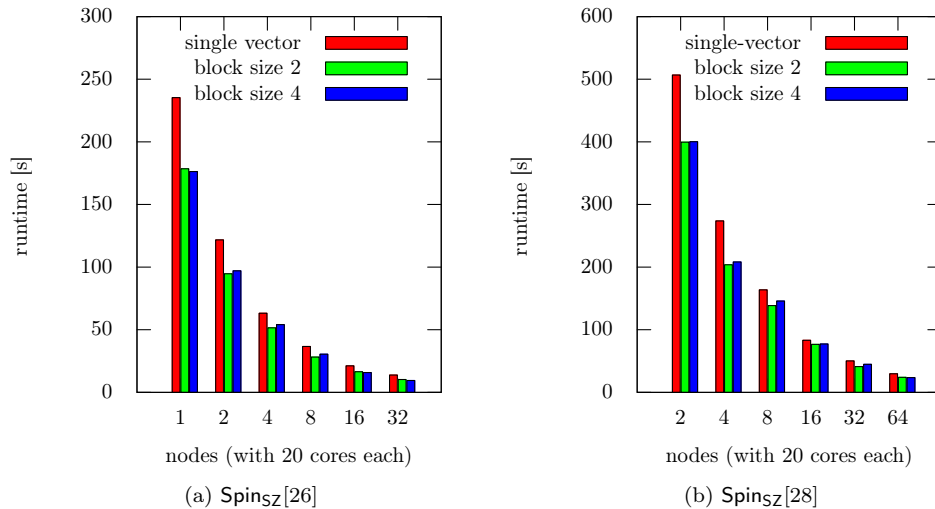 300
250
200
150
100
50
0
runtime [s]
single vector
block size 2
block size 4
1 2 4 8 16 32
nodes (with 20 cores each)
(a) SpinSZ[26]
600
500
400
300
200
100
0
runtime [s]
single-vector
block size 2
block size 4
2 4 8 16 32 64
nodes (with 20 cores each)
(b) SpinSZ[28]